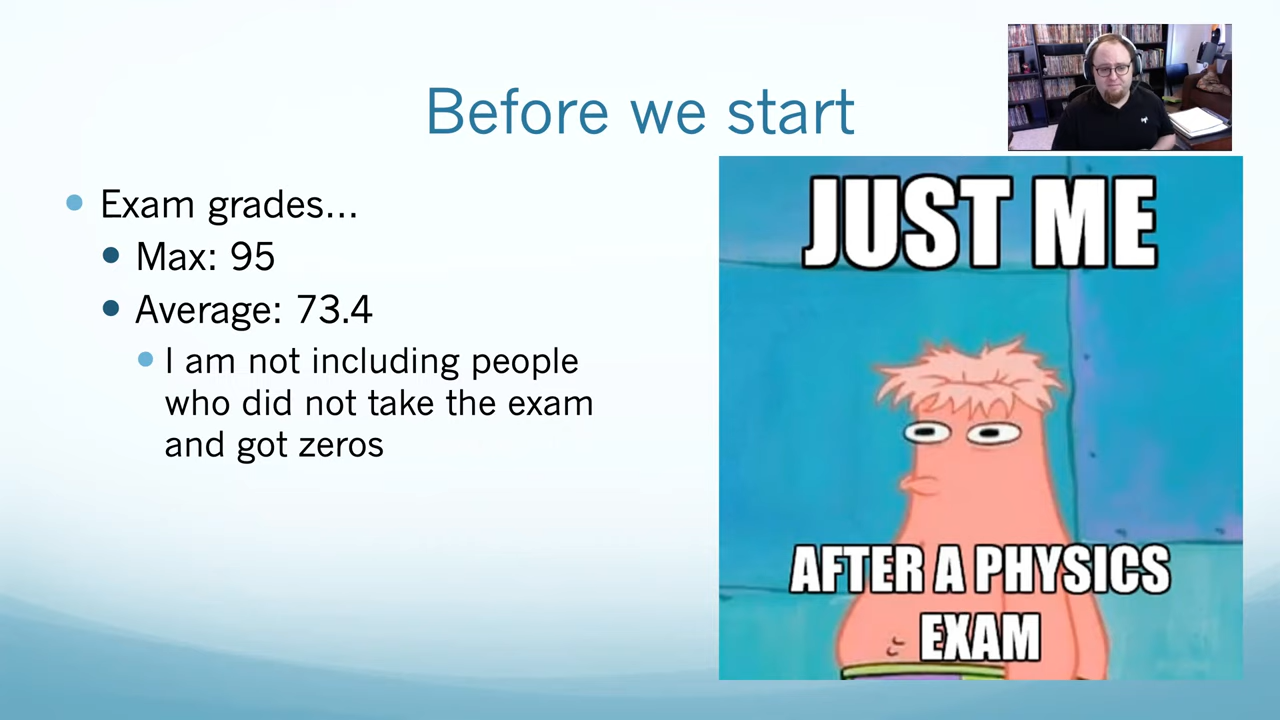 Before we start
Exam grades...
Max: 95
Average: 73.4
I am not including people
who did not take the exam
and got zeros
JUST ME
AFTER A PHYSICS
EXAM